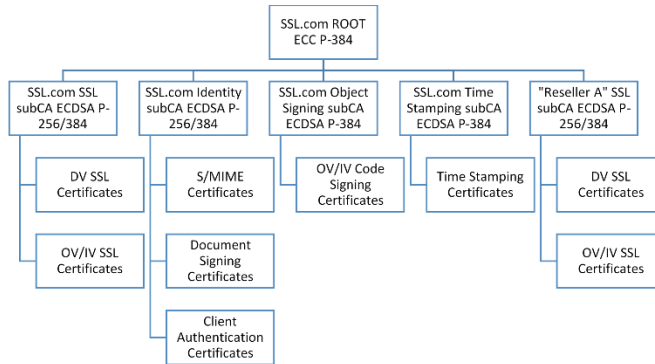 SSL.com ROOT
ECC P-384
SSL.com SSL
subCA ECDSA P-
256/384
SSL.com Identity
subCA ECDSA P-
256/384
SSL.com Object
Signing subCA
ECDSA P-384
SSL.com Time
Stamping subCA
ECDSA P-384
"Reseller A" SSL
subCA ECDSA P-
256/384
DV SSL
Certificates
S/MIME
Certificates
OV/IV Code
Signing
Certificates
Time Stamping
Certificates
DV SSL
Certificates
OV/IV SSL
Certificates
Document
Signing
Certificates
OV/IV SSL
Certificates
Client
Authentication
Certificates